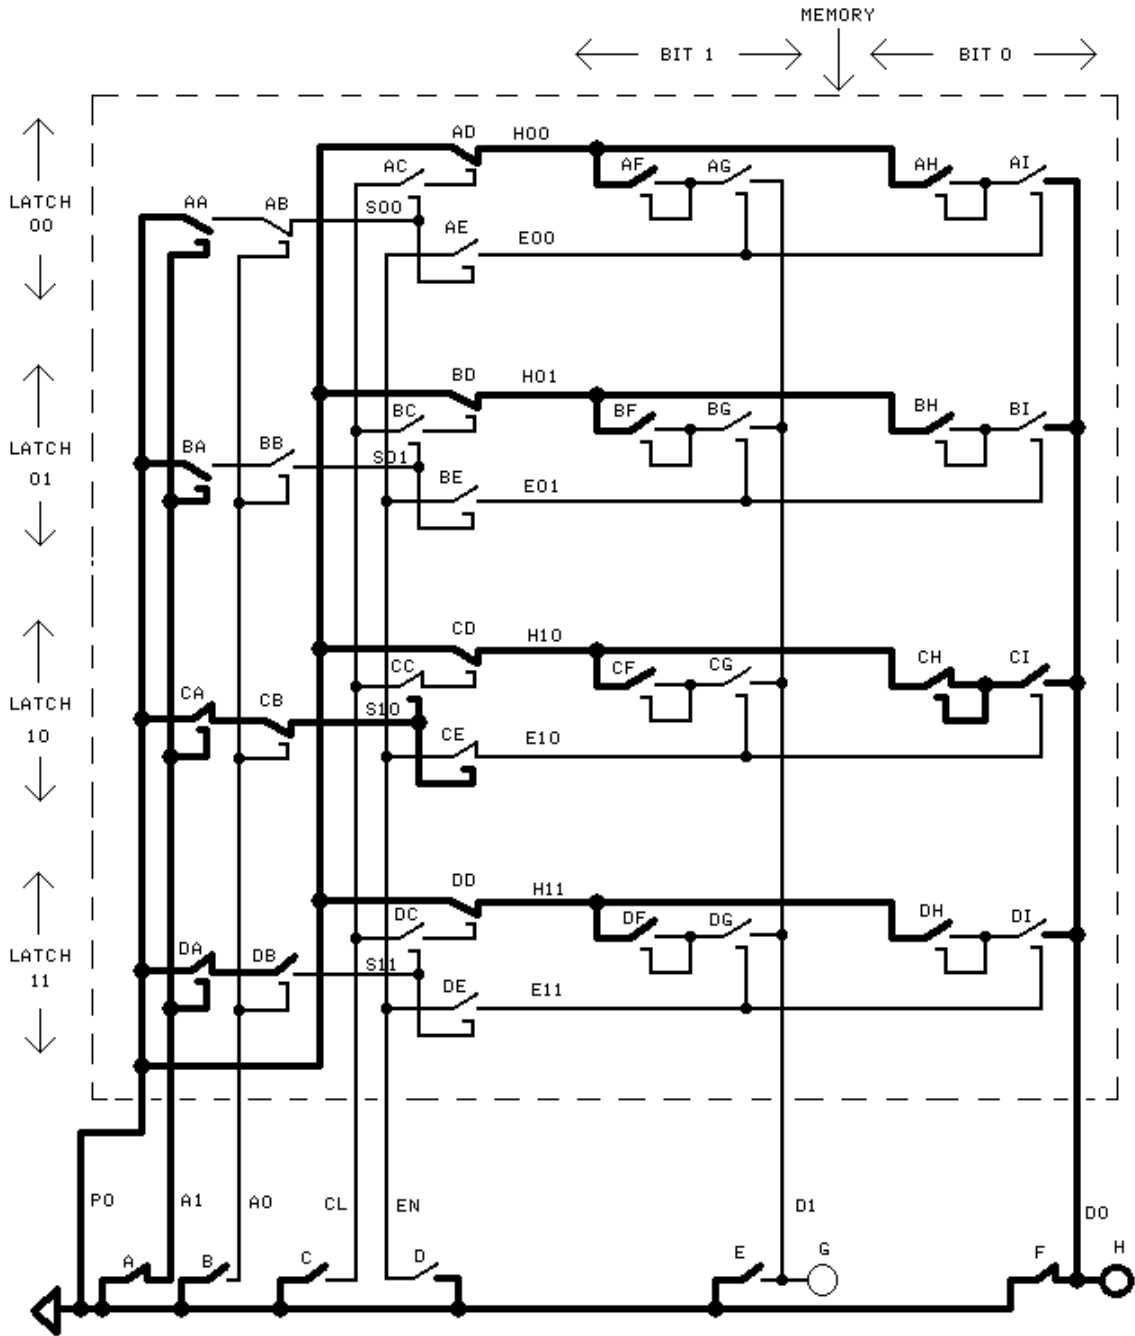 MEMORY
BIT 1
BIT 0
AD
H00
AC
AF
AG
AH
AI
LATCH
00
AA
AB
S00
AE
E00
BD
H01
BC
BF
BG
BH
BI
LATCH
01
BA
BB
S01
BE
E01
CD
H10
CC
CF
CG
CH
CI
LATCH
10
CA
CB
S10
CE
E10
DD
H11
DC
DF
DG
DH
DI
LATCH
11
DA
DB
S11
DE
E11
P0
A1
A0
CL
EN
D1
D0
A
B
C
D
E
G
F
H